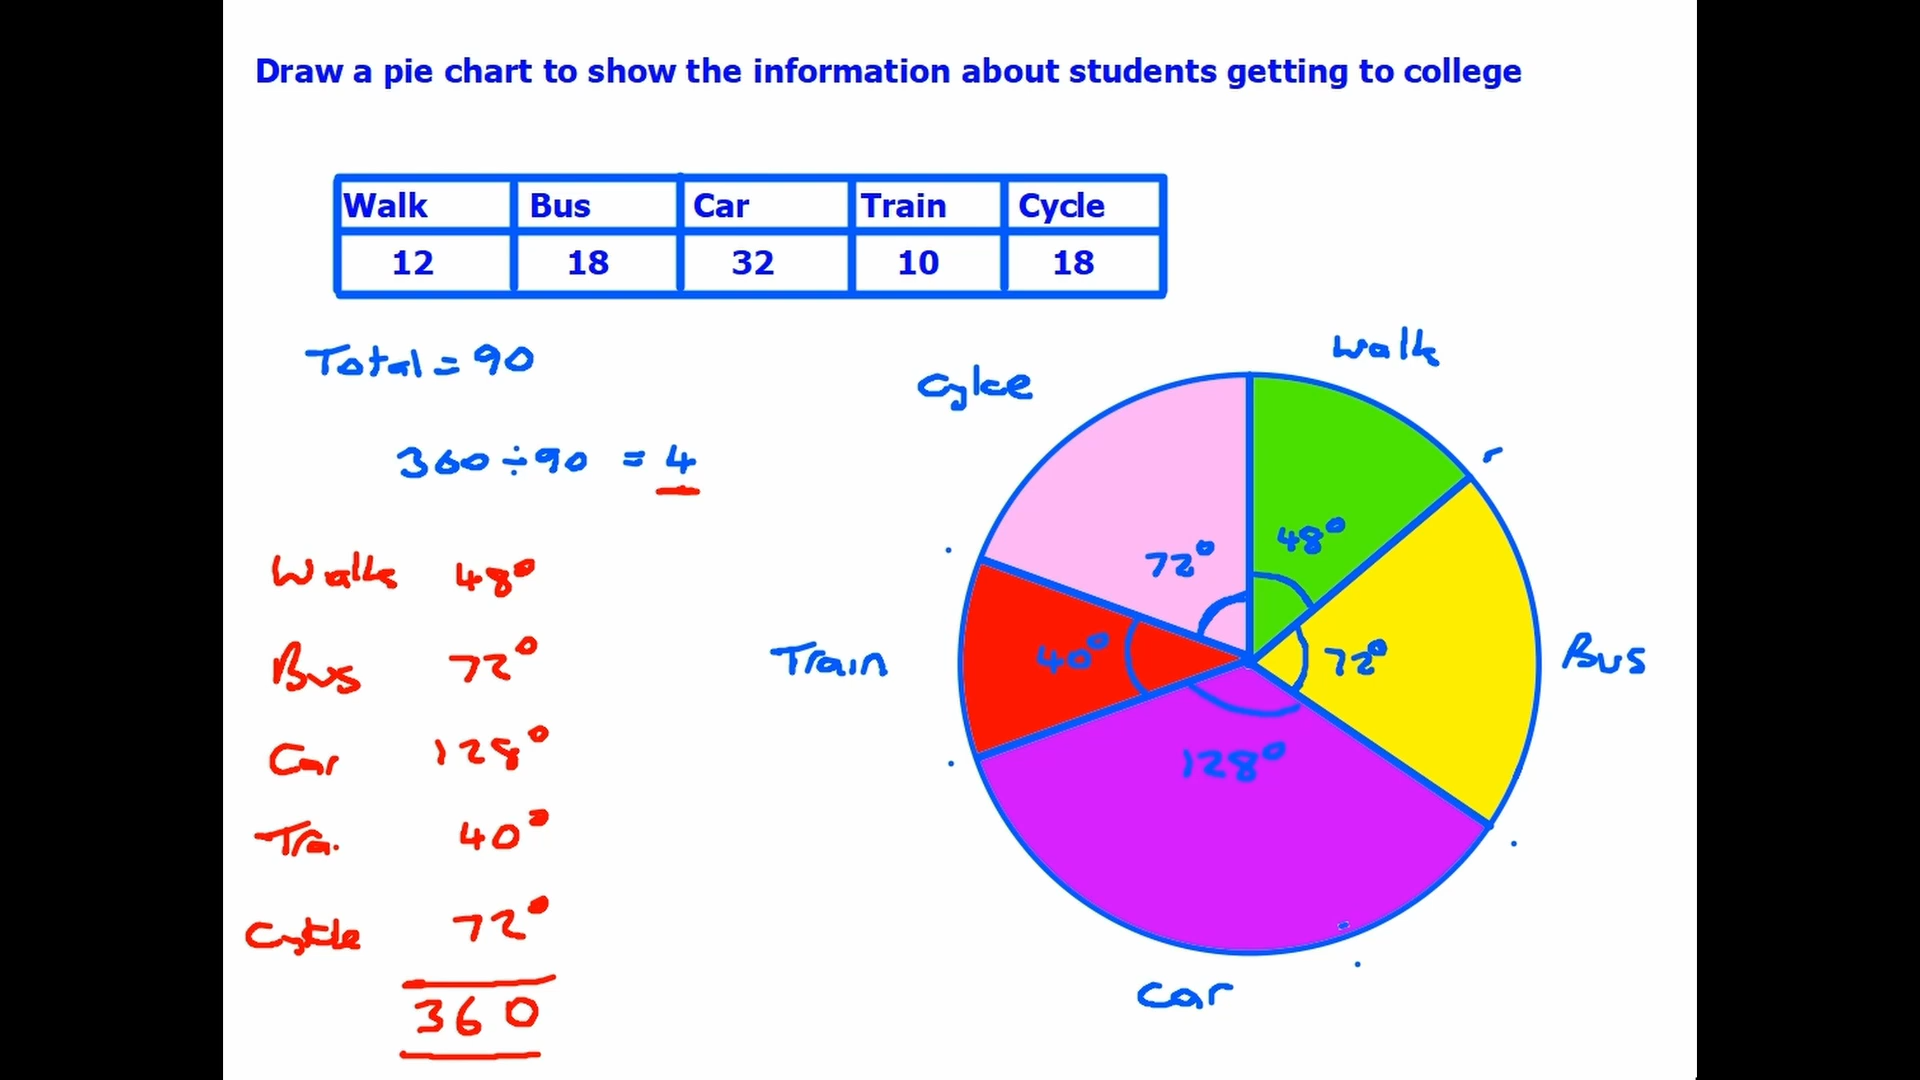 Draw a pie chart to show the information about students getting to college
Walk Bus Car Train Cycle
12 18 32 10 18
Total = 90
360 ÷ 90 = 4
Walk 48°
Bus 72°
Car 128°
Tra.
40°
Cycle 72°
360
Walk
Cylce
48°
72°
Train
40°
72°
Bus
128°
Car